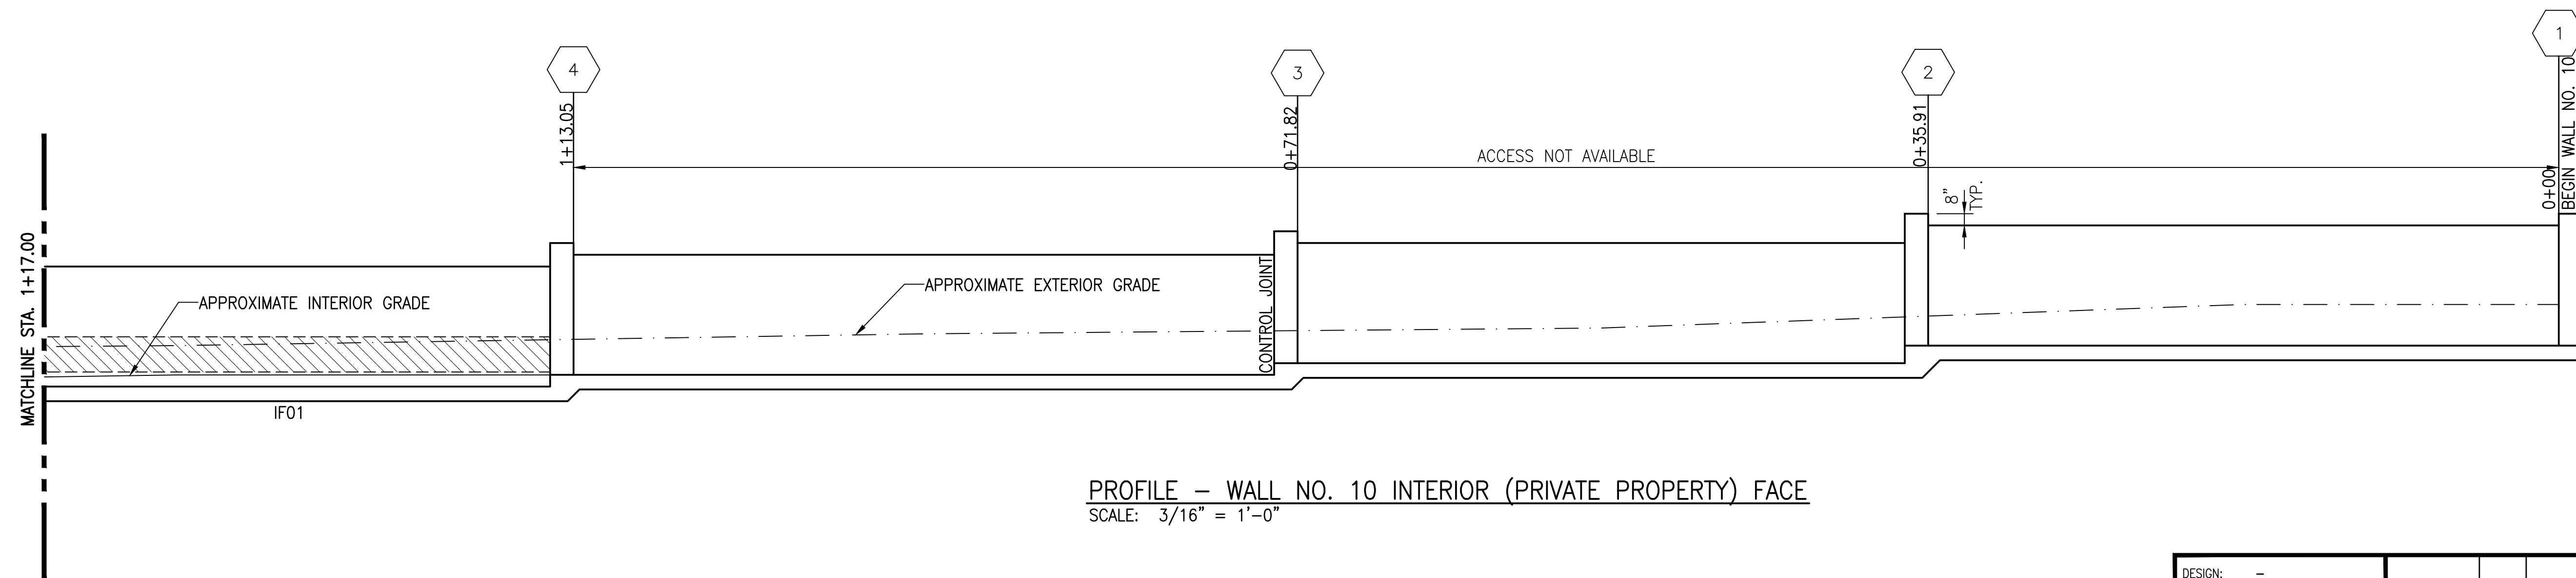 4
3
2
1
1+13.05
0+71.82
0+35.91
0+00
BEGIN WALL NO. 10
ACCESS NOT AVAILABLE
8"
TYP.
MATCHLINE STA. 1+17.00
APPROXIMATE INTERIOR GRADE
APPROXIMATE EXTERIOR GRADE
CONTROL JOINT
IF01
PROFILE – WALL NO. 10 INTERIOR (PRIVATE PROPERTY) FACE
SCALE: 3/16" = 1'-0"
DESIGN: –